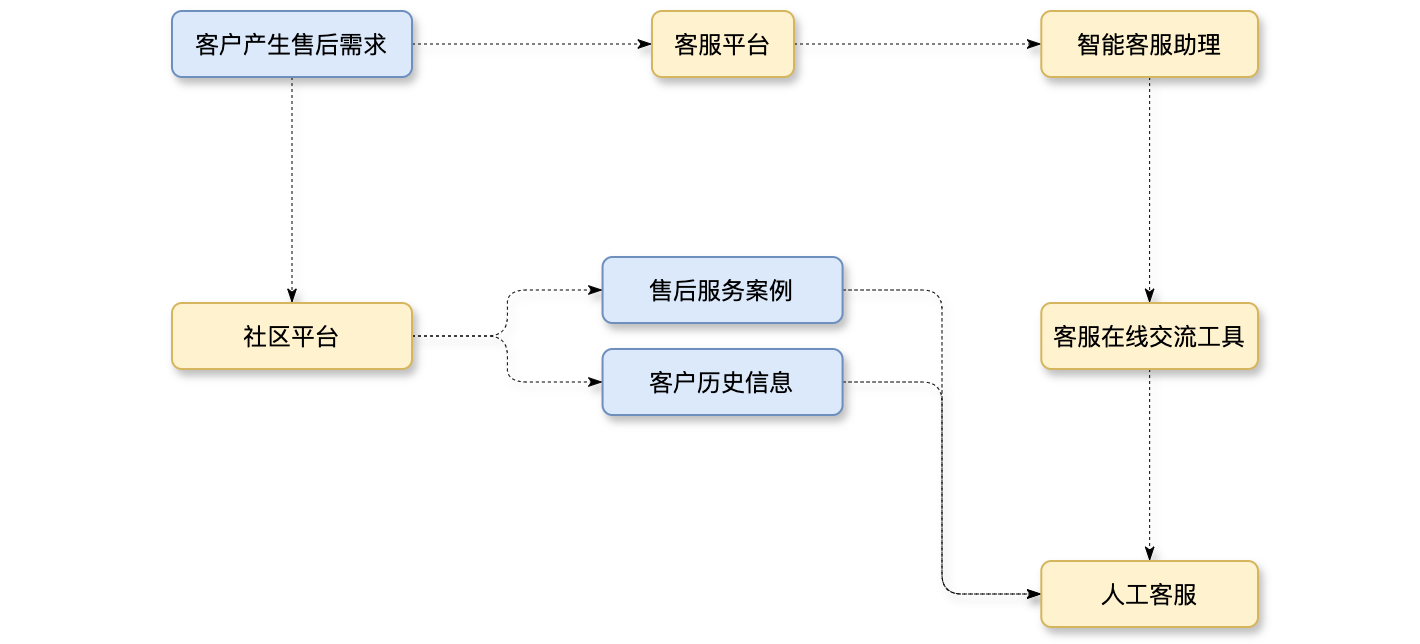 客户产生售后需求
客服平台
智能客服助理
售后服务案例
社区平台
客服在线交流工具
客户历史信息
人工客服